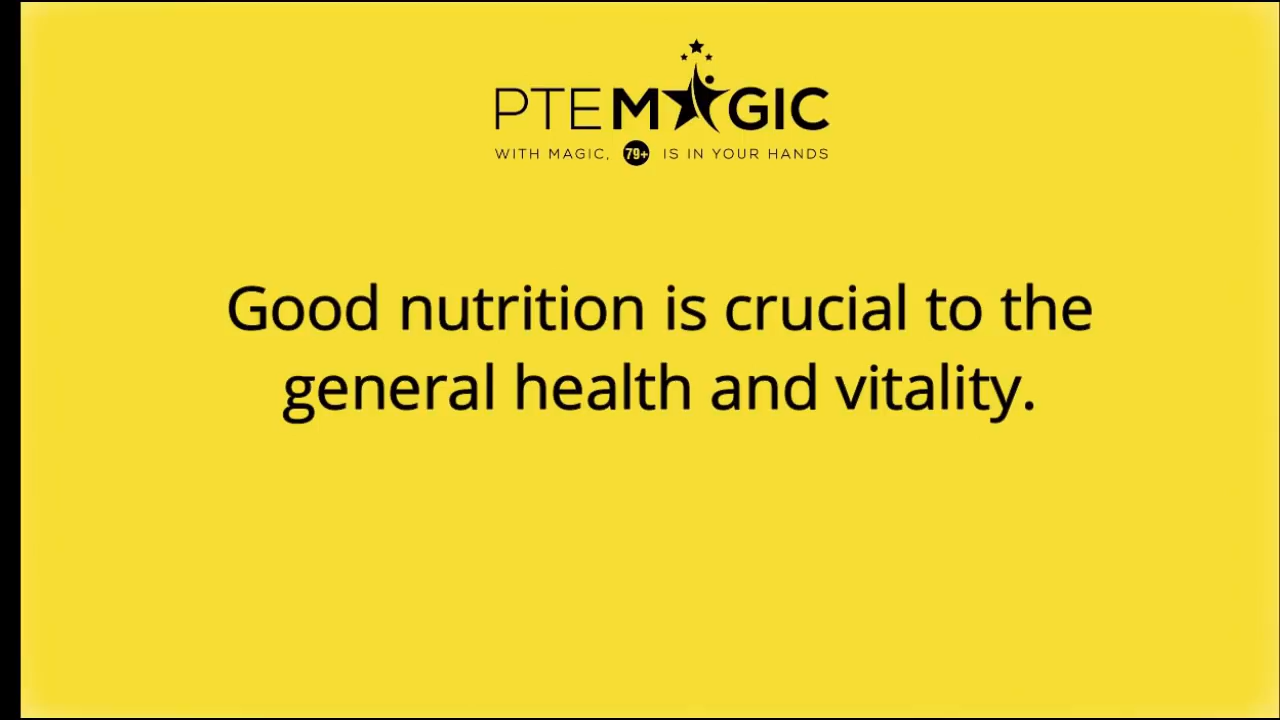 PTEMAGIC
WITH MAGIC, 79+ IS IN YOUR HANDS
Good nutrition is crucial to the
general health and vitality.